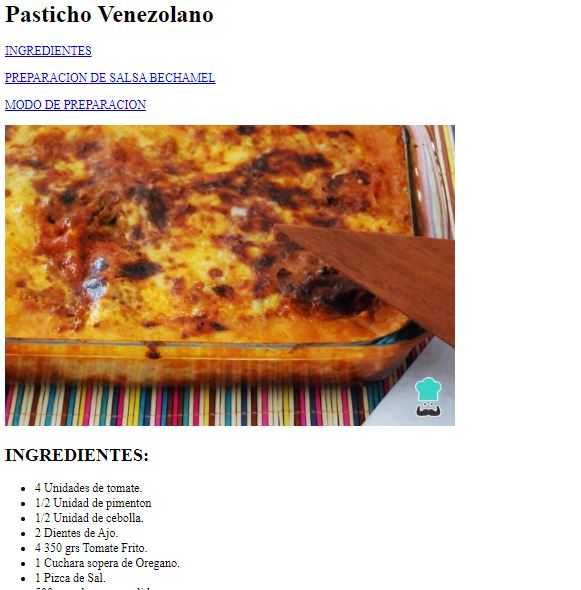 Pasticho Venezolano
INGREDIENTES
PREPARACION DE SALSA BECHAMEL
MODO DE PREPARACION
INGREDIENTES:
4 Unidades de tomate.
1/2 Unidad de pimenton
1/2 Unidad de cebolla.
2 Dientes de Ajo.
4 350 grs Tomate Frito.
1 Cuchara sopera de Oregano.
1 Pizca de Sal.